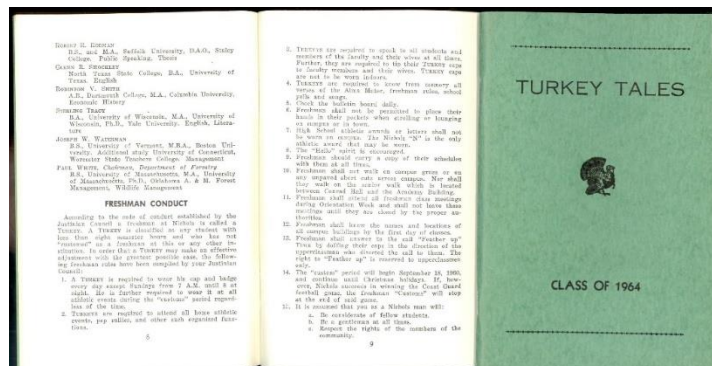 ROBERT R. 
B.S., and M.A., Suffolk University, D.A.O., Staley
College. Public Speaking, Thesis
GLENN E. SHOCKLEY
North Texas State College, B.A., University of
Texas. English
ROBINSON V. SMITH
A.B., Dartmouth College, M.A., Columbia University.
Economic History
STERLING TRACY
B.A., University of Wisconsin, M.A., University of
Wisconsin, Ph.D., Yale University. English, Litera-
ture
JOSEPH W. 
B.S., University of Vermont, M.B.A., Boston Uni-
versity. Additional study University of Connecticut,
Worcester State Teachers College. Management
PAUL WHITE, Chairman, Department of Forestry
B.S., University of Massachusetts, M.A., University
of Massachusetts, Ph.D., Oklahoma A. & M. Forest
Management, Wildlife Management
FRESHMAN CONDUCT
According to the code of conduct established by the
Justinian Council a freshman at Nichols is called a
TURKEY. A TURKEY is classified as any student with
less than eight semester hours and who has not
"customed" as a freshman at this or any other ins-
titution. In order that a TURKEY may make an effective
adjustment with the greatest possible ease, the follow-
ing freshman rules have been compiled by your Justinian
Council:
1. A TURKEY is required to wear his cap and badge
every day except Sundays from 7 A.M. until 6 at
night. He is further required to wear it at all
athletic events during the "custom" period regard-
less of the time.
2. TURKEYS are required to attend all home athletic
events, pep rallies, and other such organized func-
tions.
8
3. TURKEYS are required to speak to all students and
members of the faculty and their wives at all times.
Further, they are required to tip their TURKEY caps
to faculty members and their wives. TURKEY caps
are not to be worn indoors.
4. TURKEYS are required to know from memory all
verses of the Alma Mater, freshman rules, school
yells and songs.
5. Check the bulletin board daily.
6. Freshmen shall not be permitted to place their
hands in their pockets when strolling or lounging
on campus or in town.
7. High School athletic awards or letters shall not
be worn on campus. The Nichols "N" is the only
athletic award that may be worn.
8. The "Hello" spirit is encouraged.
9. Freshmen should carry a copy of their schedules
with them at all times.
10. Freshmen shall not walk on campus grass or on
any unpaved short cuts across campus. Nor shall
they walk on the senior walk which is located
between Conrad Hall and the Academy Building.
11. Freshmen shall attend all freshman class meetings
during Orientation Week and shall not leave these
meetings until they are closed by the proper au-
thorities.
12. Freshmen shall know the names and locations of
all campus buildings by the first day of classes.
13. Freshmen shall answer to the call "Feather up"
TURKEY by doffing their caps in the direction of the
upperclassman who directed the call to them. The
right to "Feather up" is reserved to upperclassmen
only.
14. The "custom" period will begin September 18, 1960,
and continue until Christmas holidays. If, how-
ever, Nichols succeeds in winning the Coast Guard
football game, the freshman "Customs" will stop
at the end of said game.
15. It is assumed that you as a Nichols man will:
a. Be considerate of fellow students.
b. Be a gentleman at all times.
c. Respect the rights of the members of the
community.
9
TURKEY TALES
CLASS OF 1964